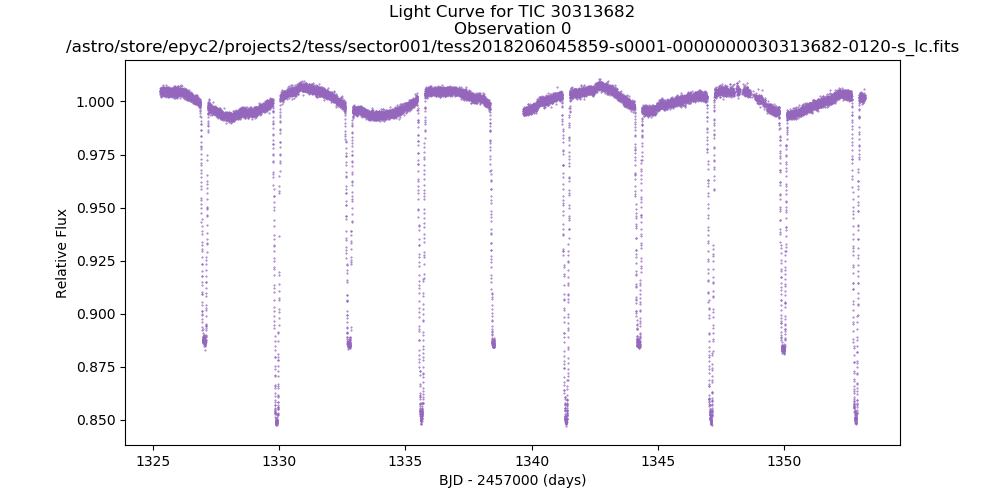 Light Curve for TIC 30313682
Observation 0
/astro/store/epyc2/projects2/tess/sector001/tess2018206045859-s0001-0000000030313682-0120-s_lc.fits
1.000
0.975
0.950
0.925
0.900
0.875
0.850
Relative Flux
1325
1330
1335
1340
1345
1350
BJD - 2457000 (days)